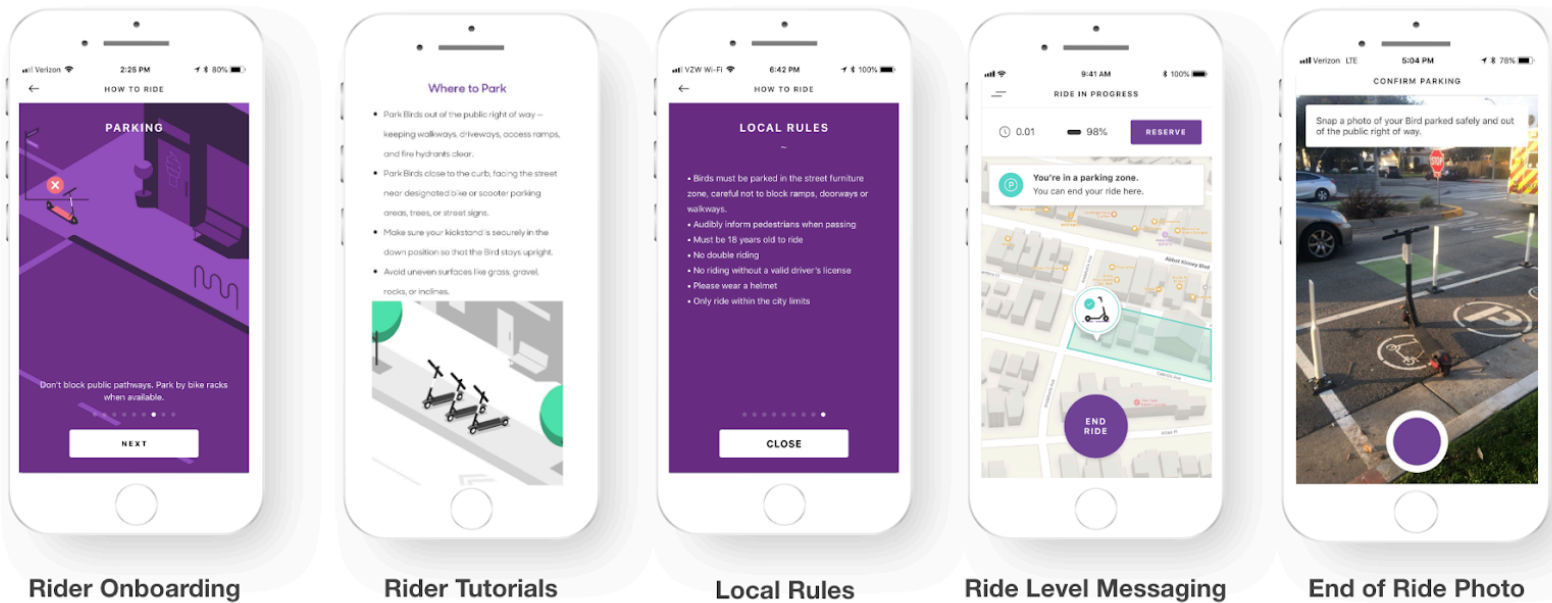 Verizon
2:25 PM
80%
HOW TO RIDE
PARKING
Don't block public pathways. Park by bike racks
when available.
NEXT
Rider Onboarding
Where to Park
• Park Birds out of the public right of way –
keeping walkways, driveways, access ramps,
and fire hydrants clear.
• Park Birds close to the curb, facing the street
near designated bike or scooter parking
areas, trees, or street signs.
• Make sure your kickstand is securely in the
down position so that the Bird stays upright.
• Avoid uneven surfaces like grass, gravel,
rocks, or inclines.
Rider Tutorials
VZW Wi-Fi
6:42 PM
100%
HOW TO RIDE
LOCAL RULES
~
• Birds must be parked in the street furniture
zone, careful not to block ramps, doorways or
walkways.
• Audibly inform pedestrians when passing
• Must be 18 years old to ride
• No double riding
• No riding without a valid driver's license
• Please wear a helmet
• Only ride within the city limits
CLOSE
Local Rules
9:41 AM
100%
RIDE IN PROGRESS
0.01
98%
RESERVE
P
You're in a parking zone.
You can end your ride here.
Abbot Kinney Blvd
END
RIDE
Ride Level Messaging
Verizon LTE
5:04 PM
78%
CONFIRM PARKING
Snap a photo of your Bird parked safely and out
of the public right of way.
STOP
P
End of Ride Photo